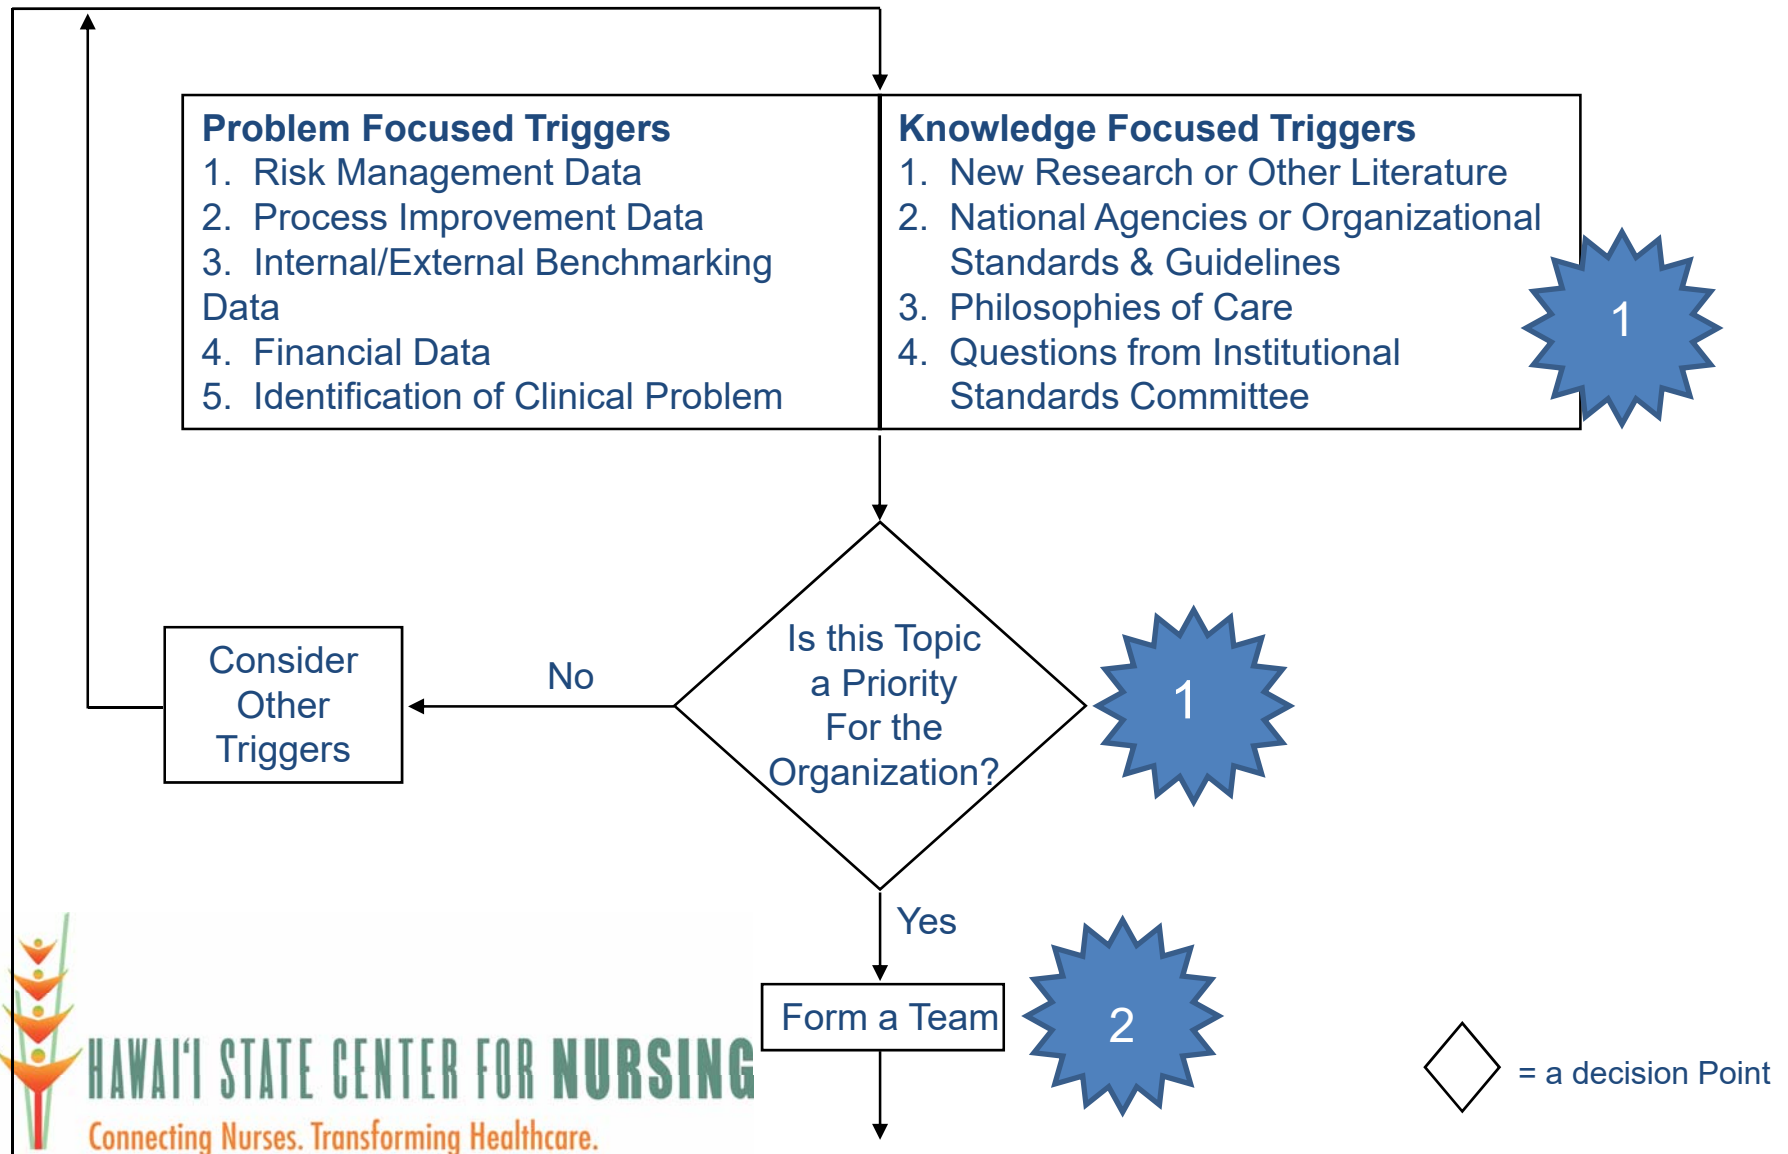 Problem Focused Triggers
1. Risk Management Data
2. Process Improvement Data
3. Internal/External Benchmarking
Data
4. Financial Data
5. Identification of Clinical Problem
Knowledge Focused Triggers
1. New Research or Other Literature
2. National Agencies or Organizational
Standards & Guidelines
3. Philosophies of Care
4. Questions from Institutional
Standards Committee
1
Is this Topic
a Priority
For the
Organization?
1
No
Consider
Other
Triggers
Yes
Form a Team
2
= a decision Point
HAWAI‘I STATE CENTER FOR NURSING
Connecting Nurses. Transforming Healthcare.